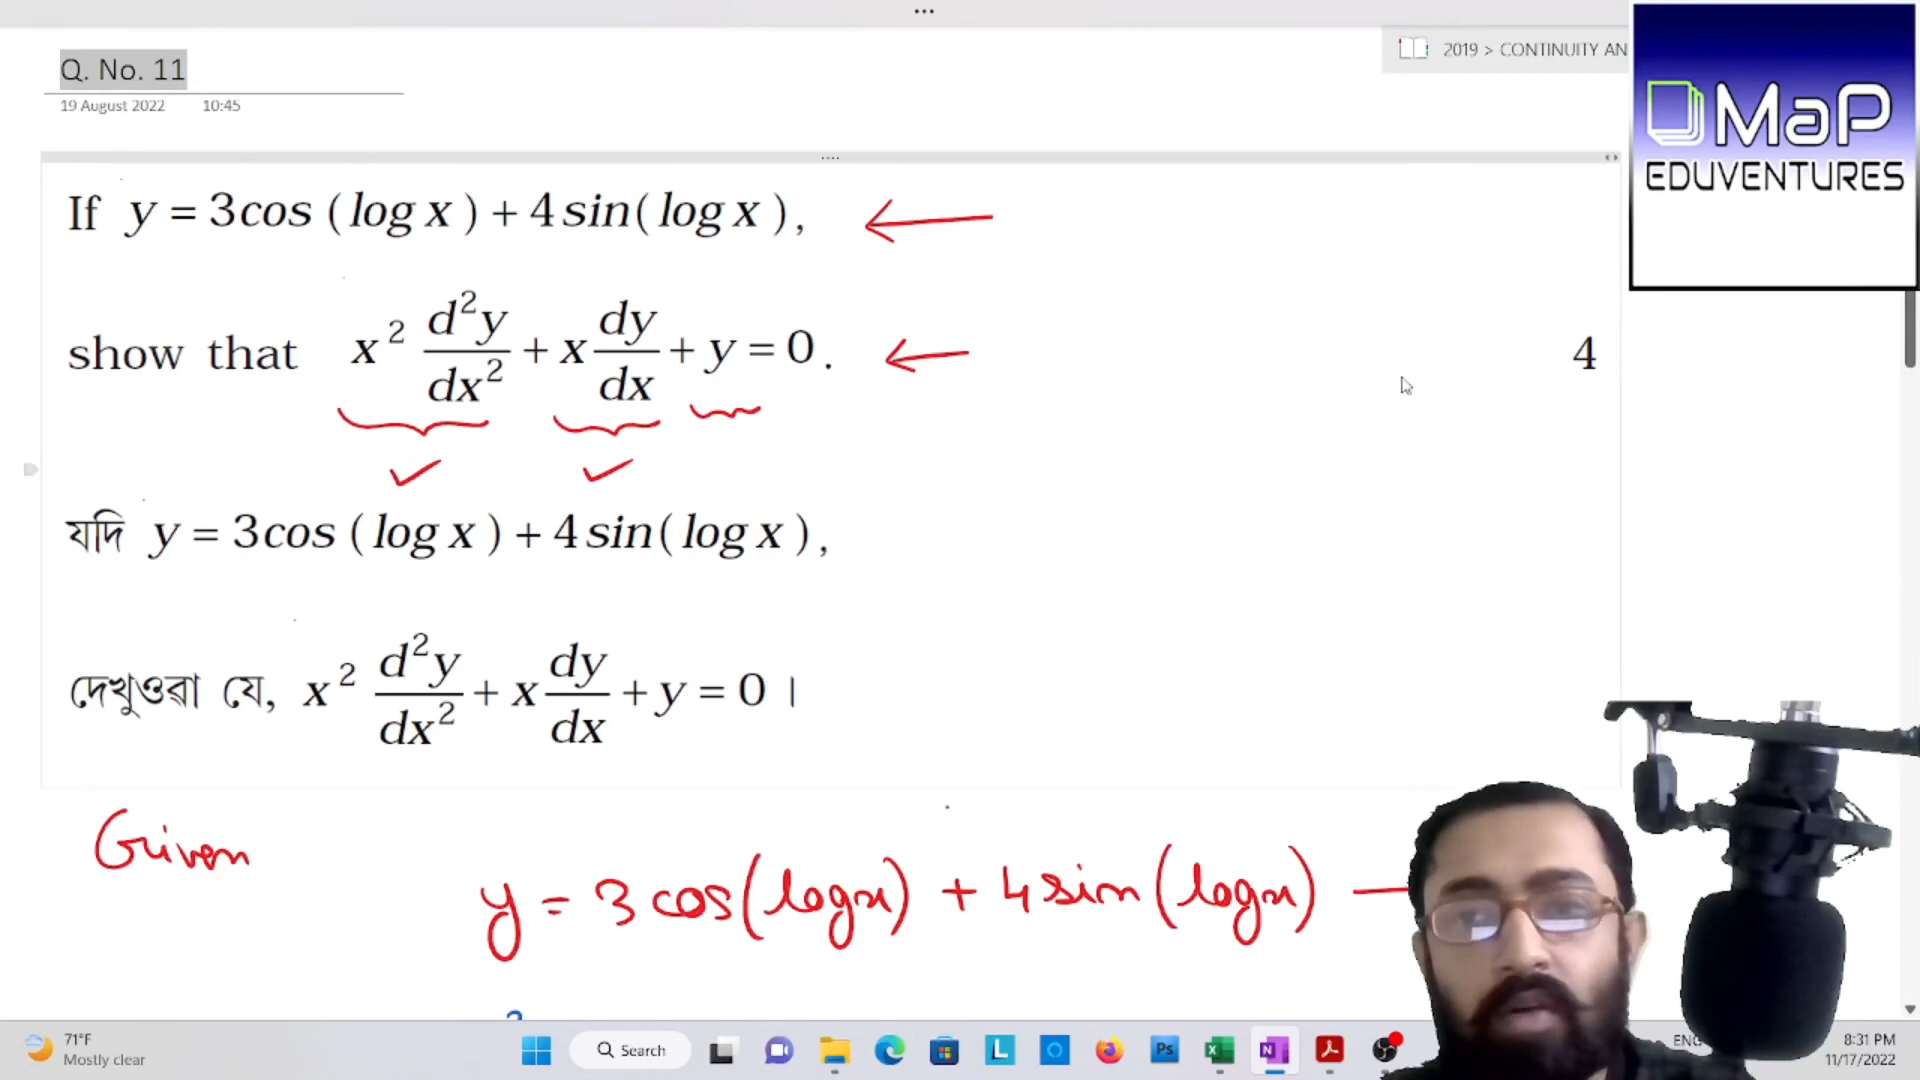 ...
Q. No. 11
19 August 2022 10:45
2019 > CONTINUITY AN
MaP
EDUVENTURES
If y = 3cos (log x) + 4 sin(log x),
show that x² d²y/dx² + x dy/dx + y = 0. 4
যদি y = 3cos (log x) + 4 sin(log x),
দেখুওৱা যে, x² d²y/dx² + x dy/dx + y = 0 ।
Given
y = 3 cos(logx) + 4 sin(logx) —
71°F
Mostly clear
Search
ENG
8:31 PM
11/17/2022